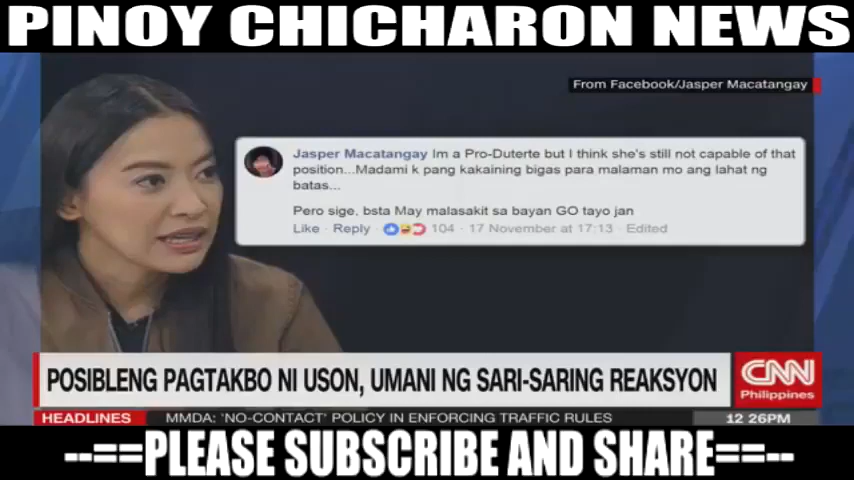 PINOY CHICHARON NEWS
From Facebook/Jasper Macatangay
Jasper Macatangay Im a Pro-Duterte but I think she's still not capable of that
position...Madami k pang kakaining bigas para malaman mo ang lahat ng
batas...
Pero sige, bsta May malasakit sa bayan GO tayo jan
Like · Reply · 104 · 17 November at 17:13 · Edited
POSIBLENG PAGTAKBO NI USON, UMANI NG SARI-SARING REAKSYON
CNN
Philippines
HEADLINES MMDA: 'NO-CONTACT' POLICY IN ENFORCING TRAFFIC RULES 12 26PM
--==PLEASE SUBSCRIBE AND SHARE==--